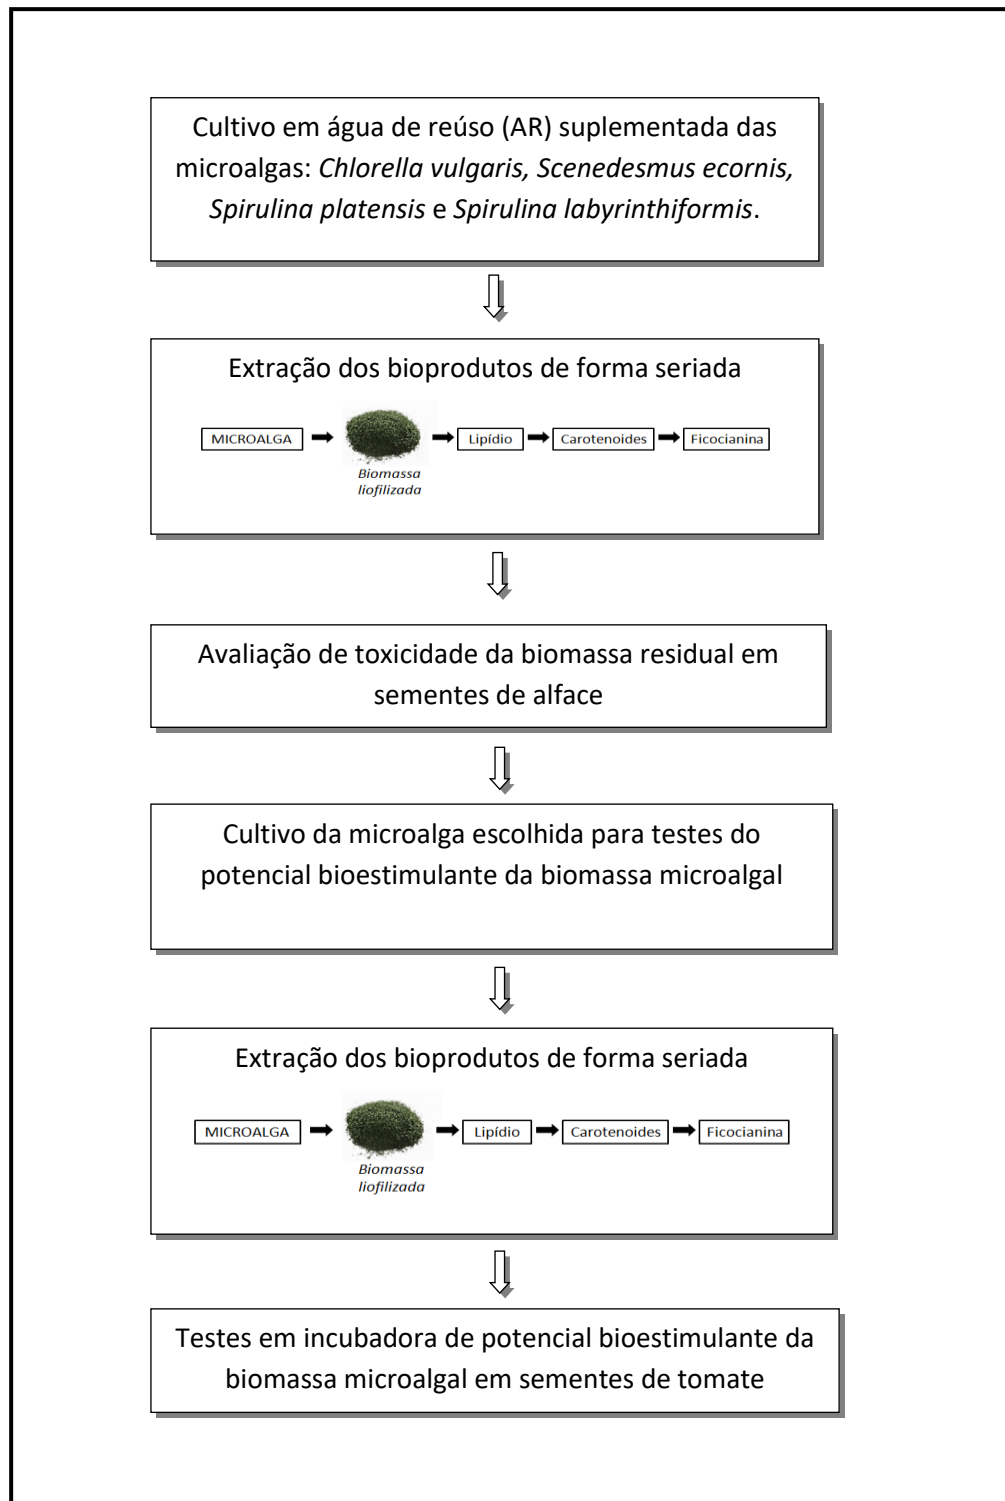 Cultivo em água de reúso (AR) suplementada das
microalgas: Chlorella vulgaris, Scenedesmus ecornis,
Spirulina platensis e Spirulina labyrinthiformis.
Extração dos bioprodutos de forma seriada
MICROALGA
Lipídio
Carotenoides
Ficocianina
Biomassa
liofilizada
Avaliação de toxicidade da biomassa residual em
sementes de alface
Cultivo da microalga escolhida para testes do
potencial bioestimulante da biomassa microalgal
Extração dos bioprodutos de forma seriada
MICROALGA
Lipídio
Carotenoides
Ficocianina
Biomassa
liofilizada
Testes em incubadora de potencial bioestimulante da
biomassa microalgal em sementes de tomate